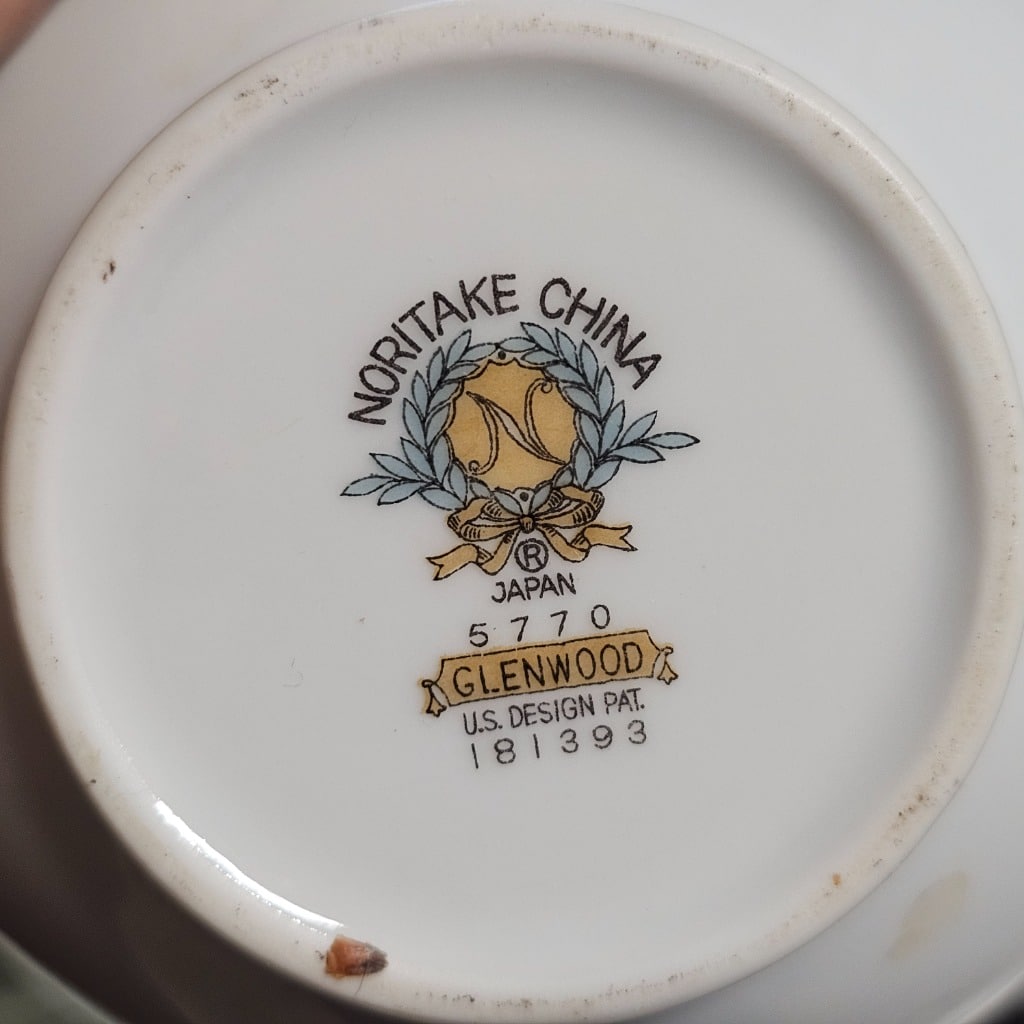 NORITAKE CHINA
N
®
JAPAN
5770
GLENWOOD
U.S. DESIGN PAT.
181393